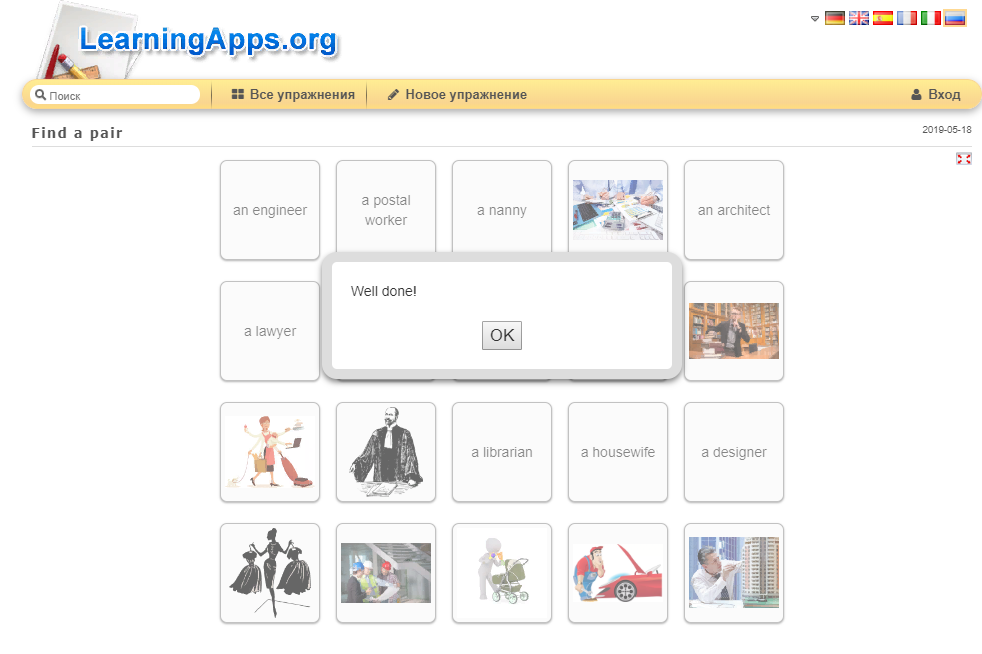 LearningApps.org
Поиск
Все упражнения
Новое упражнение
Вход
Find a pair
2019-05-18
an engineer
a postal
worker
a nanny
an architect
a lawyer
Well done!
OK
a librarian
a housewife
a designer